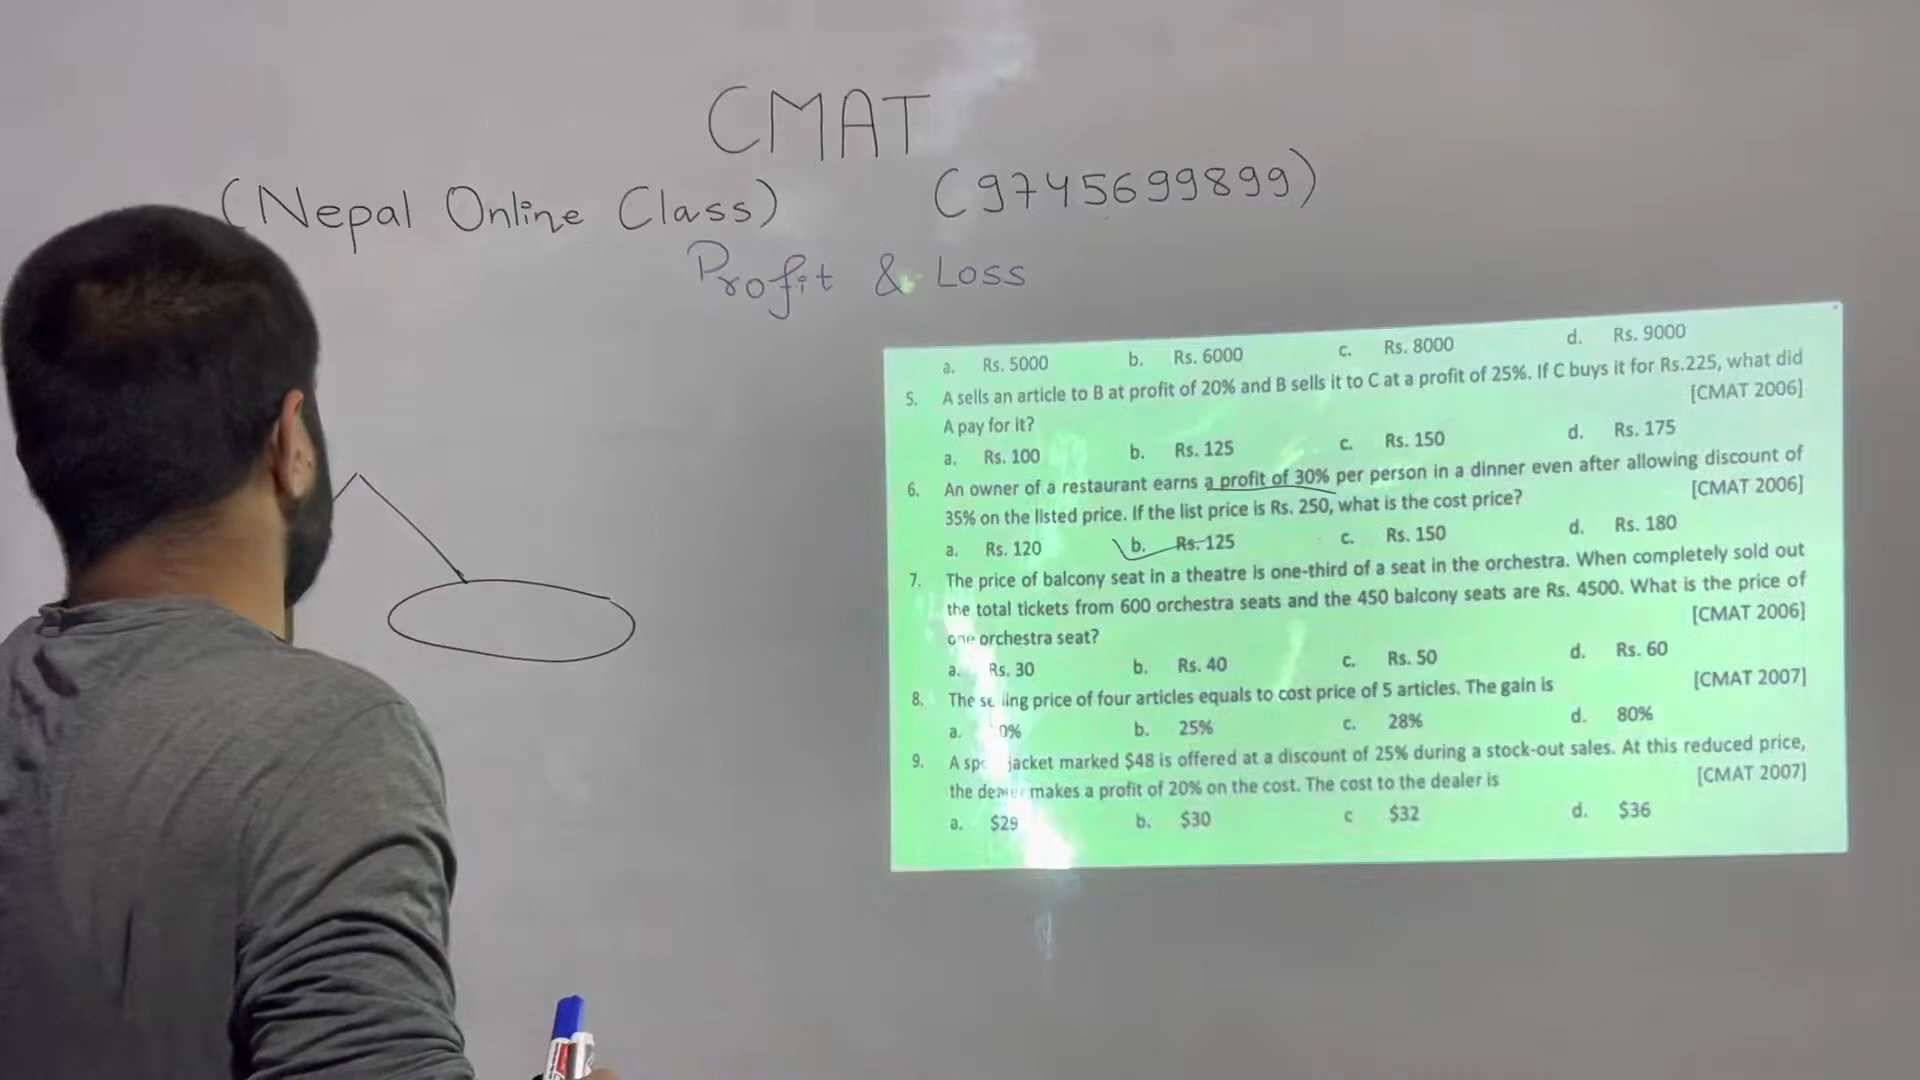 CMAT
(Nepal Online Class) (9745699899)
Profit & Loss
a. Rs. 5000 b. Rs. 6000 c. Rs. 8000 d. Rs. 9000
5. A sells an article to B at profit of 20% and B sells it to C at a profit of 25%. If C buys it for Rs.225, what did
A pay for it? [CMAT 2006]
a. Rs. 100 b. Rs. 125 c. Rs. 150 d. Rs. 175
6. An owner of a restaurant earns a profit of 30% per person in a dinner even after allowing discount of
35% on the listed price. If the list price is Rs. 250, what is the cost price? [CMAT 2006]
a. Rs. 120 b. Rs. 125 c. Rs. 150 d. Rs. 180
7. The price of balcony seat in a theatre is one-third of a seat in the orchestra. When completely sold out
the total tickets from 600 orchestra seats and the 450 balcony seats are Rs. 4500. What is the price of
one orchestra seat? [CMAT 2006]
a. Rs. 30 b. Rs. 40 c. Rs. 50 d. Rs. 60
8. The selling price of four articles equals to cost price of 5 articles. The gain is [CMAT 2007]
a. 0% b. 25% c. 28% d. 80%
9. A jacket marked $48 is offered at a discount of 25% during a stock-out sales. At this reduced price,
the dealer makes a profit of 20% on the cost. The cost to the dealer is [CMAT 2007]
a. $29 b. $30 c $32 d. $36